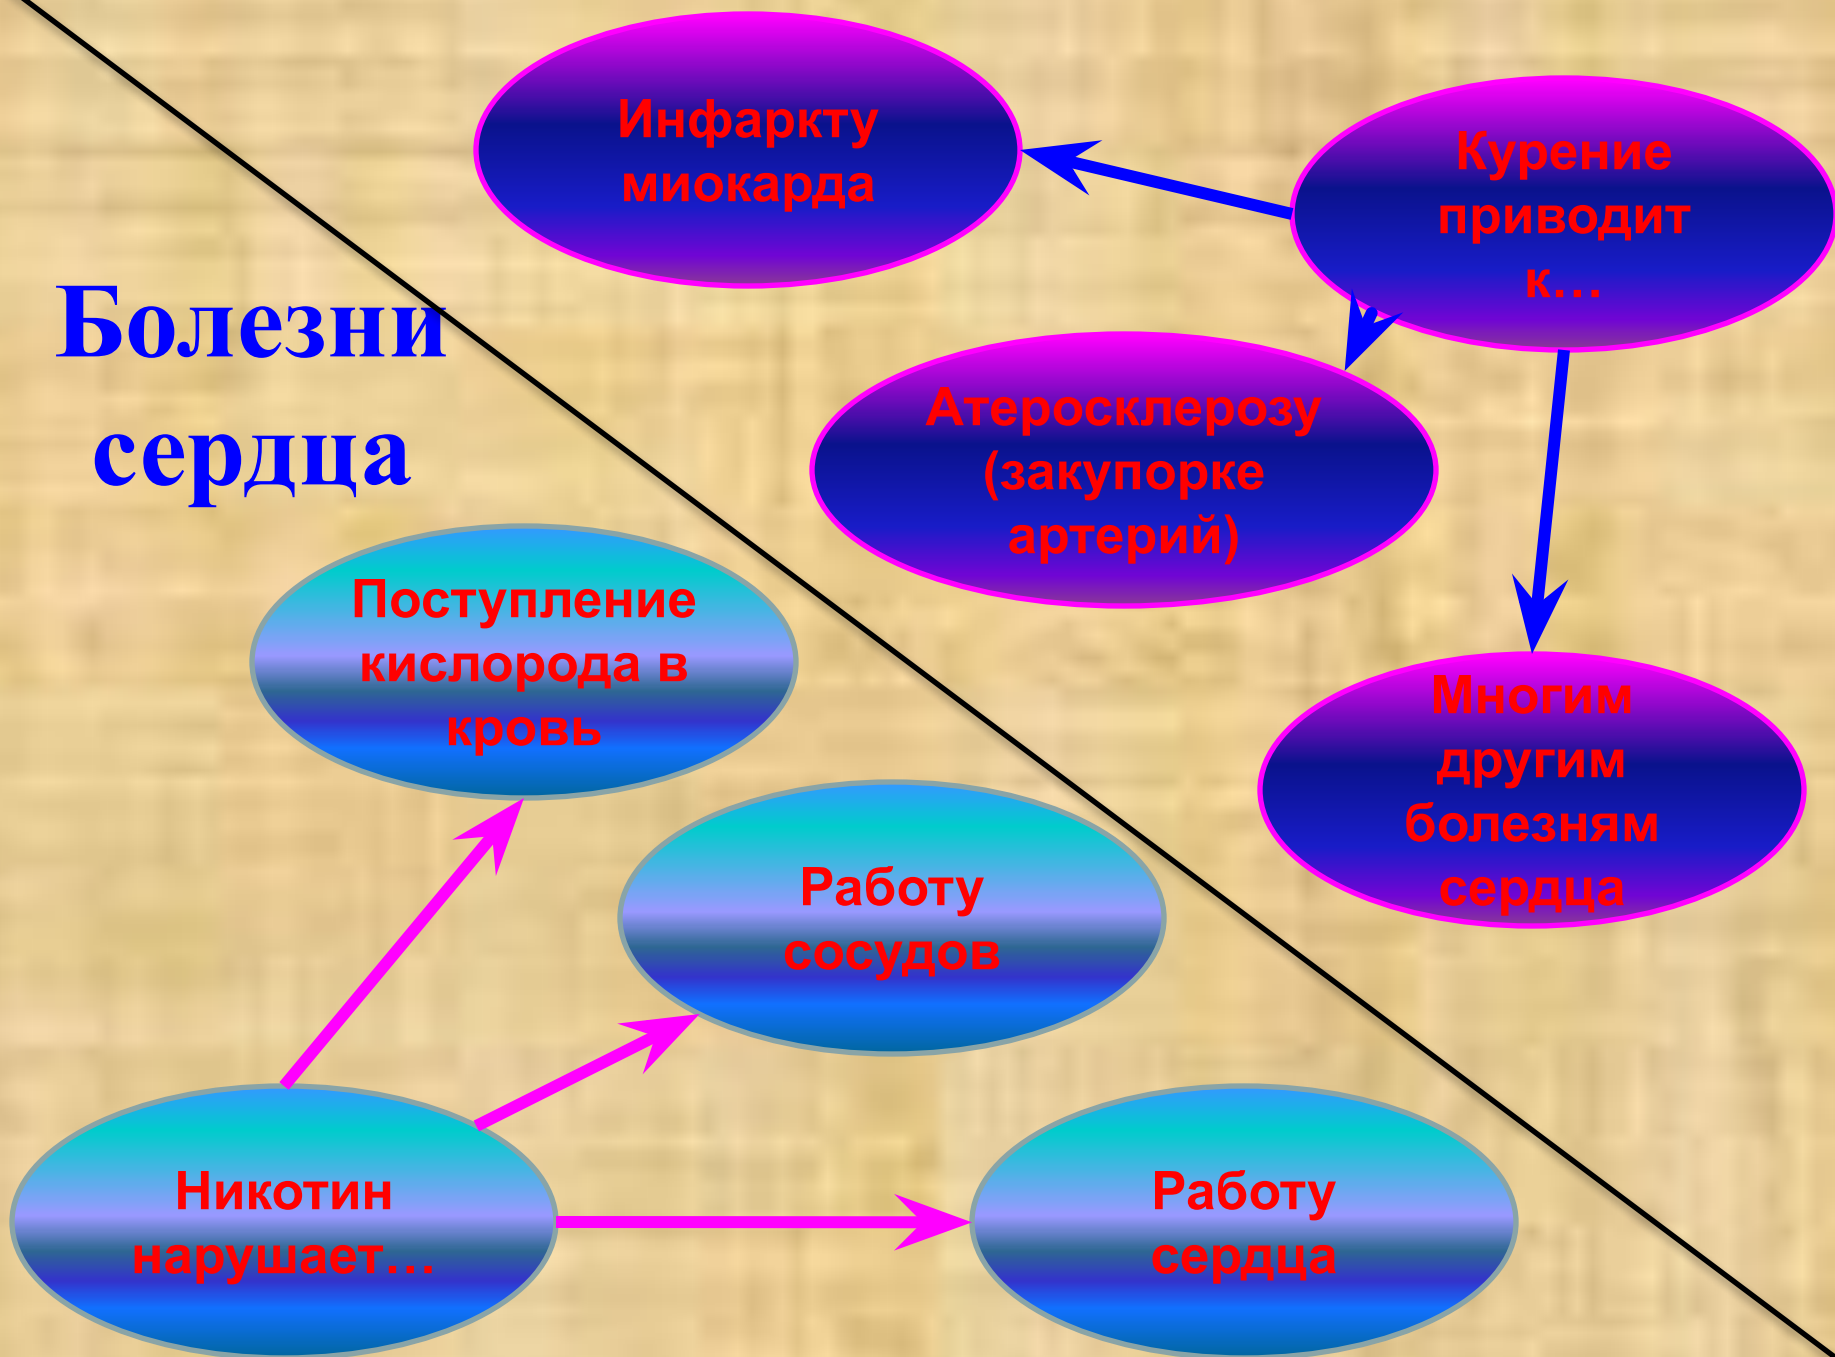 Болезни
сердца
Инфаркту
миокарда
Курение
приводит
к...
Атеросклерозу
(закупорке
артерий)
Многим
другим
болезням
сердца
Поступление
кислорода в
кровь
Работу
сосудов
Никотин
нарушает...
Работу
сердца